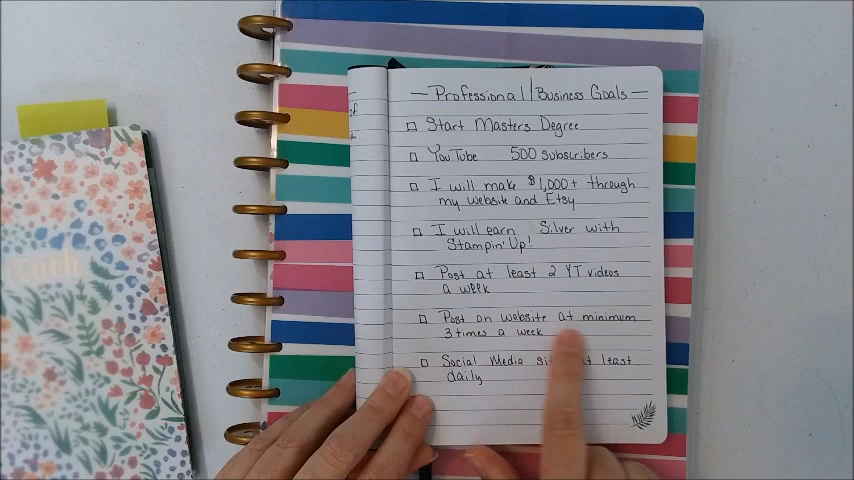 — Professional / Business Goals —
□ Start Masters Degree
□ YouTube 500 subscribers
□ I will make $1,000+ through
my website and Etsy
□ I will earn Silver with
Stampin' Up!
□ Post at least 2 YT videos
a week
□ Post on website at minimum
3 times a week
□ Social Media least
daily